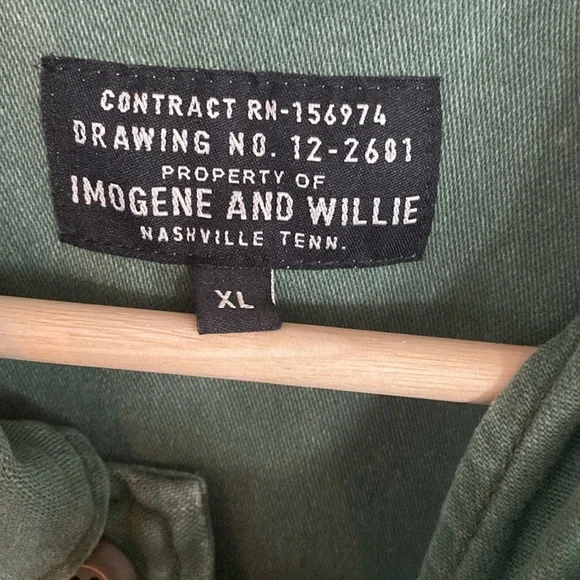 CONTRACT RN-156974
DRAWING NO. 12-2601
PROPERTY OF
IMOGENE AND WILLIE
NASHVILLE TENN.
XL